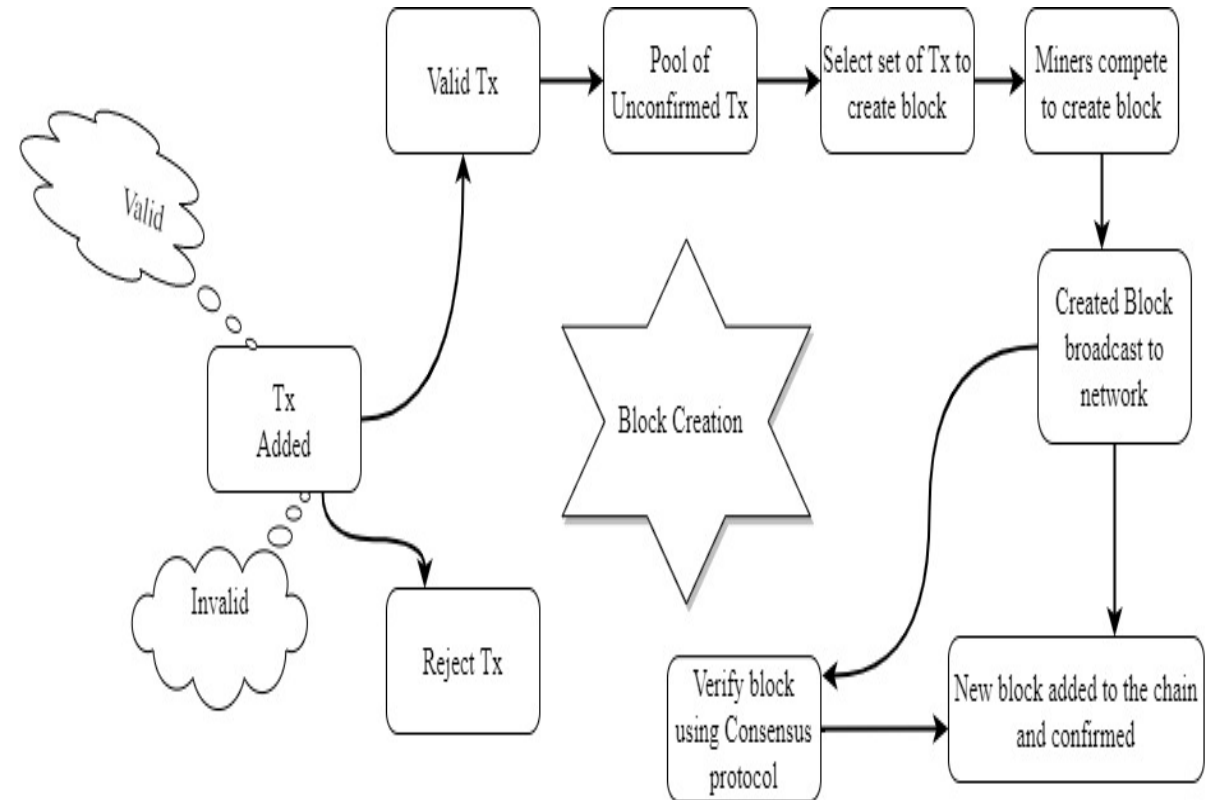 Valid Tx
Pool of
Unconfirmed Tx
Select set of Tx to
create block
Miners compete
to create block
Valid
Created Block
broadcast to
network
Tx
Added
Block Creation
Invalid
Reject Tx
Verify block
using Consensus
protocol
New block added to the chain
and confirmed